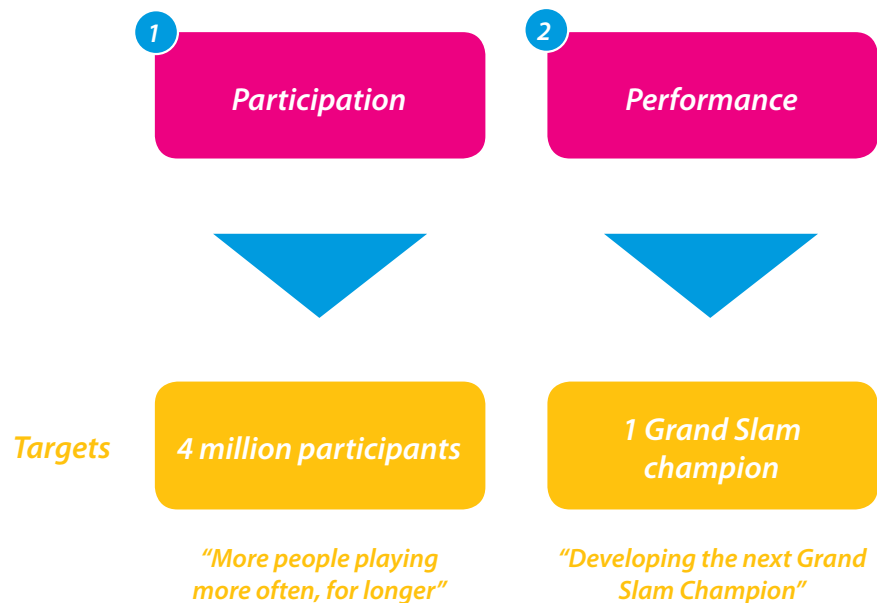 1
Participation
2
Performance
Targets
4 million participants
1 Grand Slam
champion
“More people playing
more often, for longer”
“Developing the next Grand
Slam Champion”